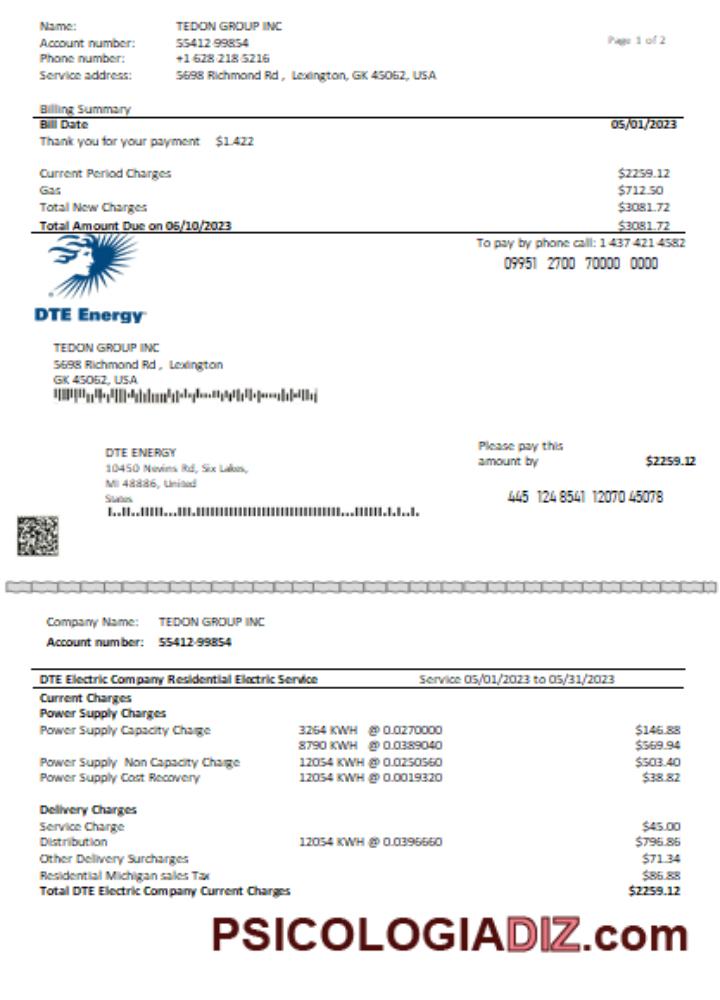 Name: TEDON GROUP INC
Account number: 55412-99854
Page 1 of 2
Phone number: +1 628 218 5216
Service address: 5698 Richmond Rd , Lexington, GK 45062, USA
Billing Summary
Bill Date 05/01/2023
Thank you for your payment $1.422
Current Period Charges $2259.12
Gas $712.50
Total New Charges $3081.72
Total Amount Due on 06/10/2023 $3081.72
To pay by phone call: 1 437 421 4582
09951 2700 70000 0000
DTE Energy
TEDON GROUP INC
5698 Richmond Rd , Lexington
GK 45062, USA
Please pay this
amount by $2259.12
DTE ENERGY
10450 Nevins Rd, Six Lakes,
MI 48886, United
States
445 124 8541 12070 45078
Company Name: TEDON GROUP INC
Account number: 55412-99854
DTE Electric Company Residential Electric Service Service 05/01/2023 to 05/31/2023
Current Charges
Power Supply Charges
Power Supply Capacity Charge 3264 KWH @ 0.0270000 $146.88
8790 KWH @ 0.0389040 $569.94
Power Supply Non Capacity Charge 12054 KWH @ 0.0250560 $503.40
Power Supply Cost Recovery 12054 KWH @ 0.0019320 $38.82
Delivery Charges
Service Charge $45.00
Distribution 12054 KWH @ 0.0396660 $796.86
Other Delivery Surcharges $71.34
Residential Michigan sales Tax $86.88
Total DTE Electric Company Current Charges $2259.12
PSICOLOGIADIZ.com